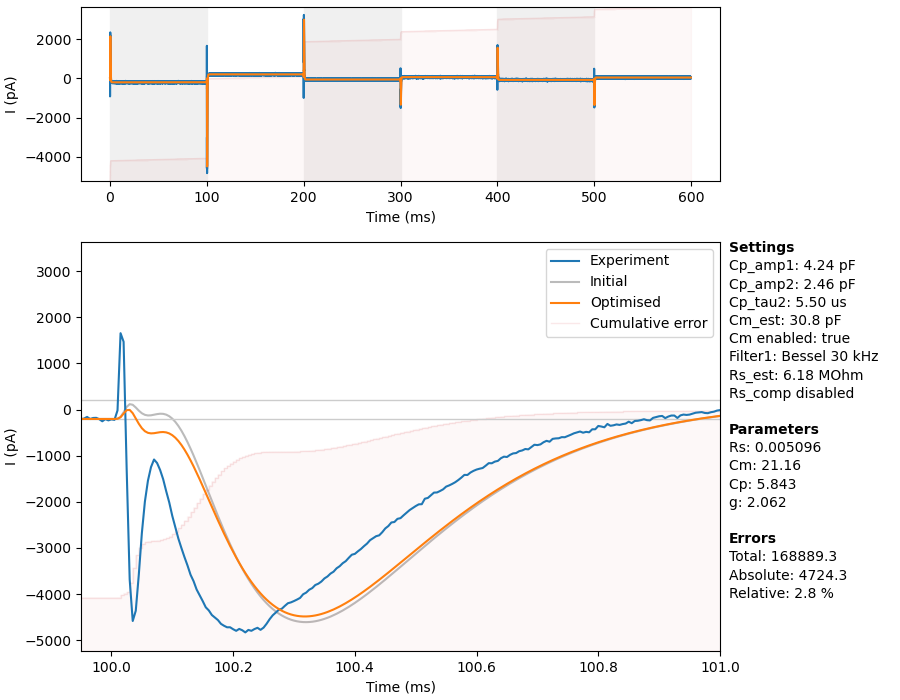 2000
0
−2000
−4000
I (pA)
0
100
200
300
400
500
600
Time (ms)
3000
2000
1000
0
−1000
−2000
−3000
−4000
−5000
I (pA)
Experiment
Initial
Optimised
Cumulative error
100.0
100.2
100.4
100.6
100.8
101.0
Time (ms)
Settings
Cp_amp1: 4.24 pF
Cp_amp2: 2.46 pF
Cp_tau2: 5.50 us
Cm_est: 30.8 pF
Cm enabled: true
Filter1: Bessel 30 kHz
Rs_est: 6.18 MOhm
Rs_comp disabled
Parameters
Rs: 0.005096
Cm: 21.16
Cp: 5.843
g: 2.062
Errors
Total: 168889.3
Absolute: 4724.3
Relative: 2.8 %